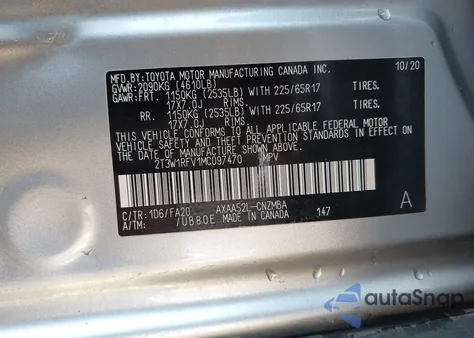 MFD.BY:TOYOTA MOTOR MANUFACTURING CANADA INC. 10/20
GVWR:2090KG (4610LB)
GAWR:FRT. 1150KG (2535LB) WITH 225/65R17 TIRES,
17X7.0J RIMS.
RR. 1150KG (2535LB) WITH 225/65R17 TIRES,
17X7.0J RIMS.
THIS VEHICLE CONFORMS TO ALL APPLICABLE FEDERAL MOTOR
VEHICLE SAFETY STANDARDS IN EFFECT ON THE DATE OF
MANUFACTURE SHOWN ABOVE.
2T3W1RFV1MC097470 MPV
C/TR:1D6/FA20 AXAA52L-CNZMBA A
A/TM: /UB80E MADE IN CANADA 147
autoSnap